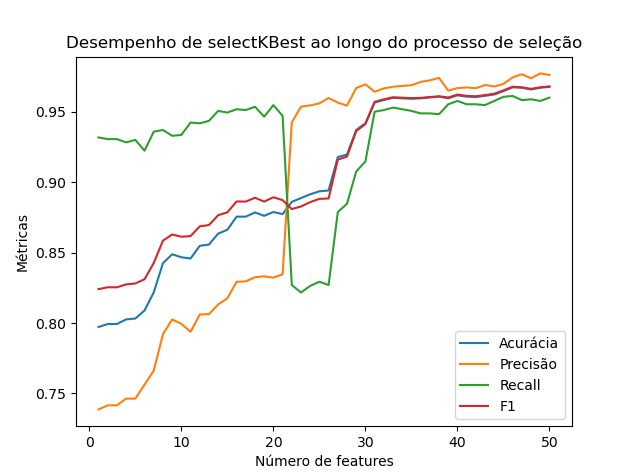 Desempenho de selectKBest ao longo do processo de seleção
Métricas
0.95
0.90
0.85
0.80
0.75
0
10
20
30
40
50
Número de features
Acurácia
Precisão
Recall
F1